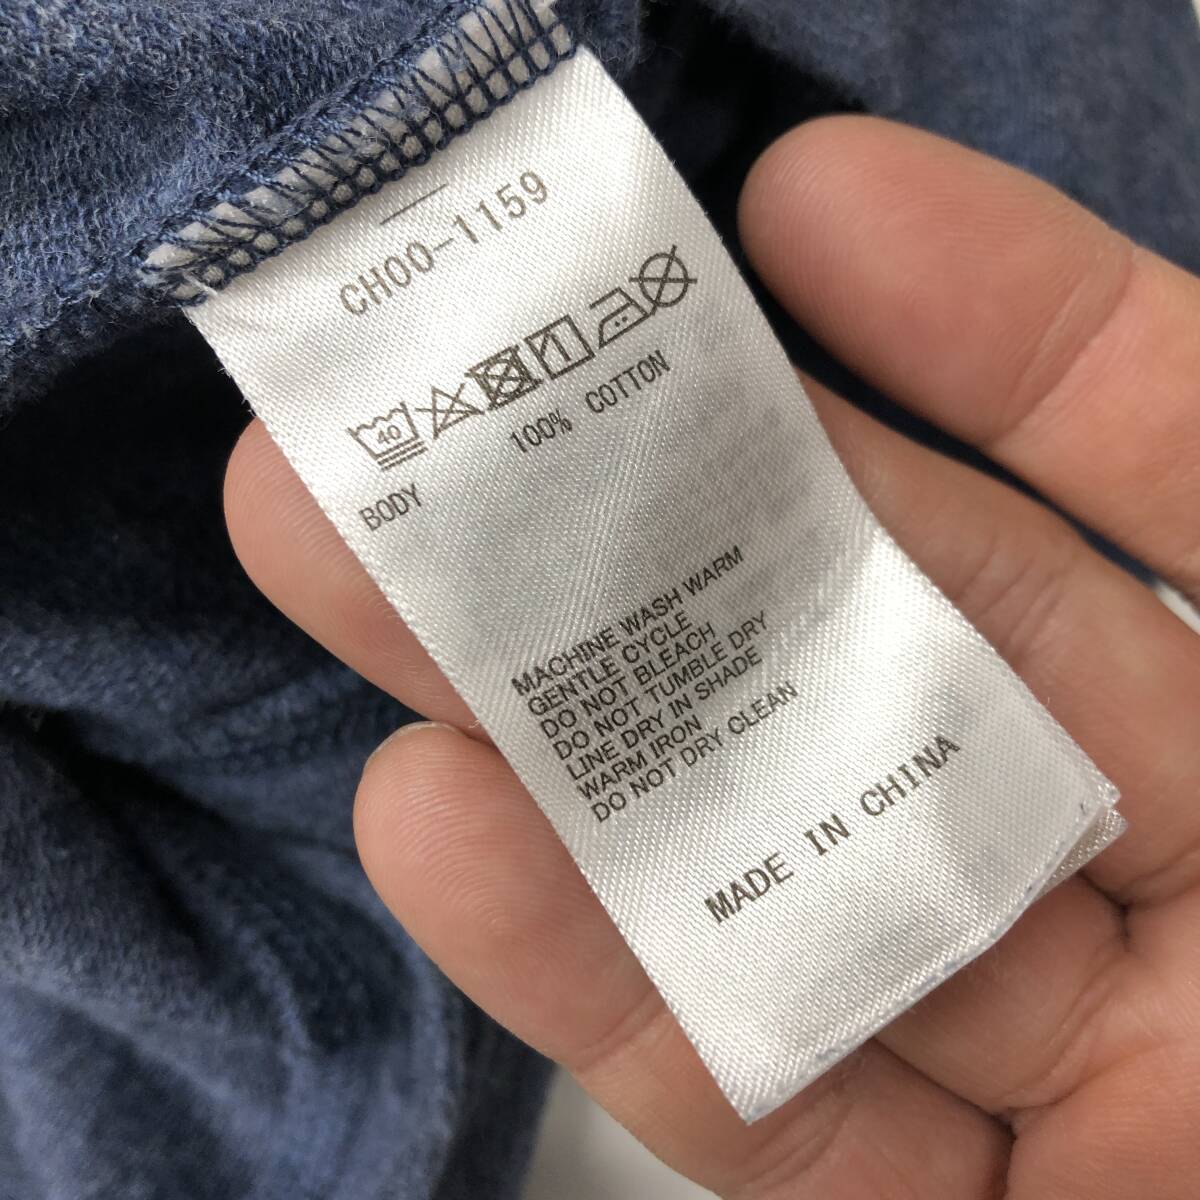 CH00-1159
40
100% COTTON
BODY
MACHINE WASH WARM
GENTLE CYCLE
DO NOT BLEACH
DO NOT TUMBLE DRY
LINE DRY IN SHADE
WARM IRON
DO NOT DRY CLEAN
MADE IN CHINA